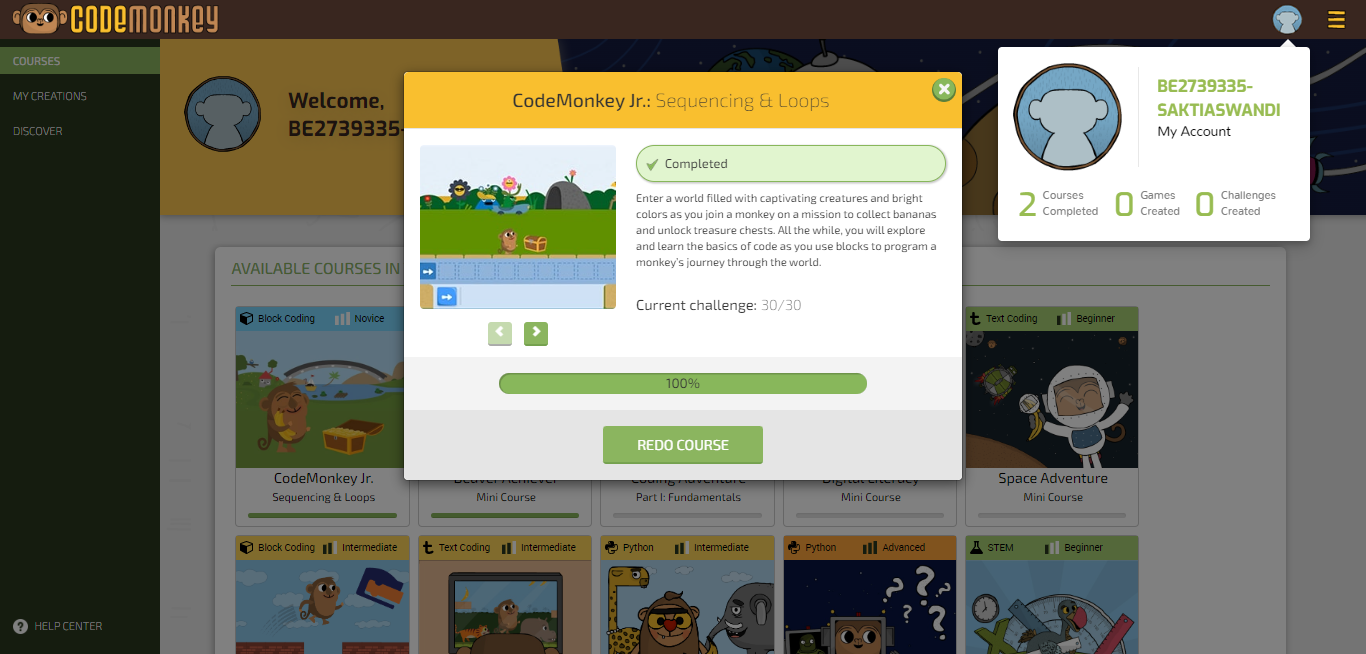 CODEMONKEY
COURSES
MY CREATIONS
DISCOVER
HELP CENTER
Welcome,
BE2739335-
BE2739335-
SAKTIASWANDI
My Account
2 Courses Completed
0 Games Created
0 Challenges Created
CodeMonkey Jr.: Sequencing & Loops
Completed
Enter a world filled with captivating creatures and bright
colors as you join a monkey on a mission to collect bananas
and unlock treasure chests. All the while, you will explore
and learn the basics of code as you use blocks to program a
monkey's journey through the world.
Current challenge: 30/30
100%
REDO COURSE
AVAILABLE COURSES IN
Block Coding Novice
Text Coding Beginner
CodeMonkey Jr.
Sequencing & Loops
Beaver Achiever
Mini Course
Coding Adventure
Part I: Fundamentals
Digital Literacy
Mini Course
Space Adventure
Mini Course
Block Coding Intermediate
Text Coding Intermediate
Python Intermediate
Python Advanced
STEM Beginner